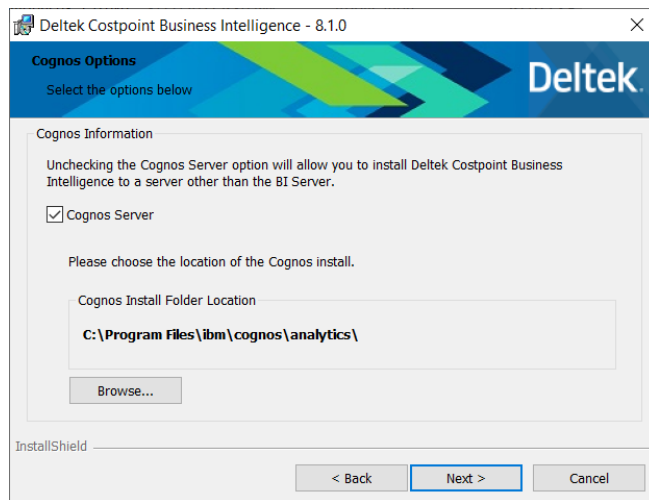 Deltek Costpoint Business Intelligence - 8.1.0
Cognos Options
Select the options below
Deltek.
Cognos Information
Unchecking the Cognos Server option will allow you to install Deltek Costpoint Business
Intelligence to a server other than the BI Server.
Cognos Server
Please choose the location of the Cognos install.
Cognos Install Folder Location
C:\Program Files\ibm\cognos\analytics\
Browse...
InstallShield
< Back
Next >
Cancel